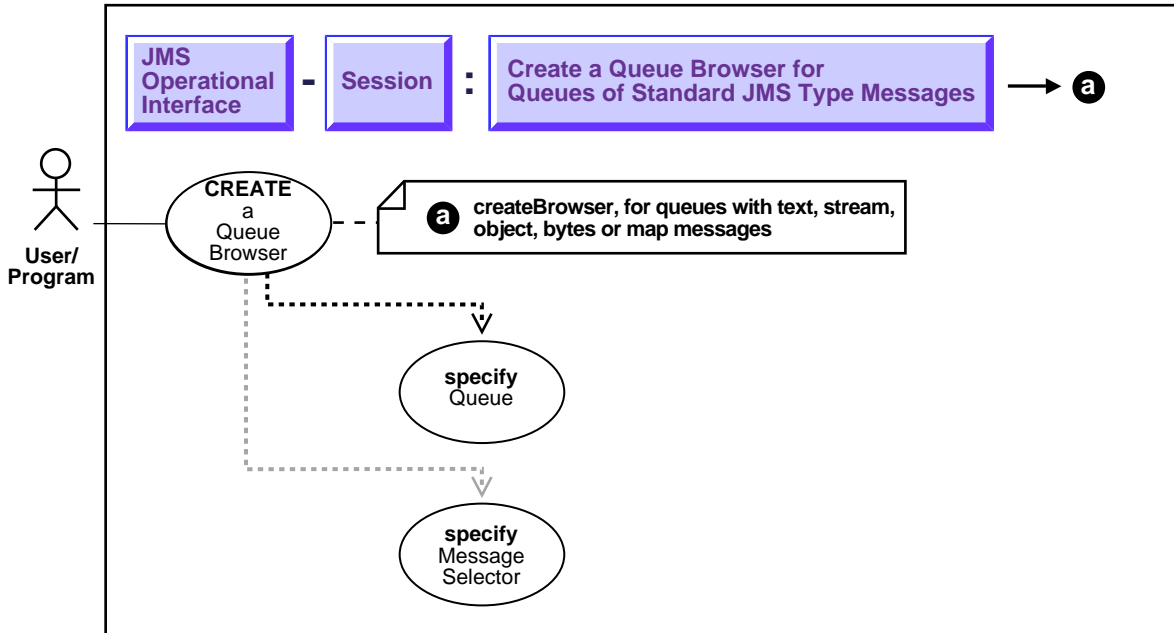 JMS
Operational
Interface
-
Session
:
Create a Queue Browser for
Queues of Standard JMS Type Messages
a
User/
Program
CREATE
a
Queue
Browser
a
createBrowser, for queues with text, stream,
object, bytes or map messages
specify
Queue
specify
Message
Selector